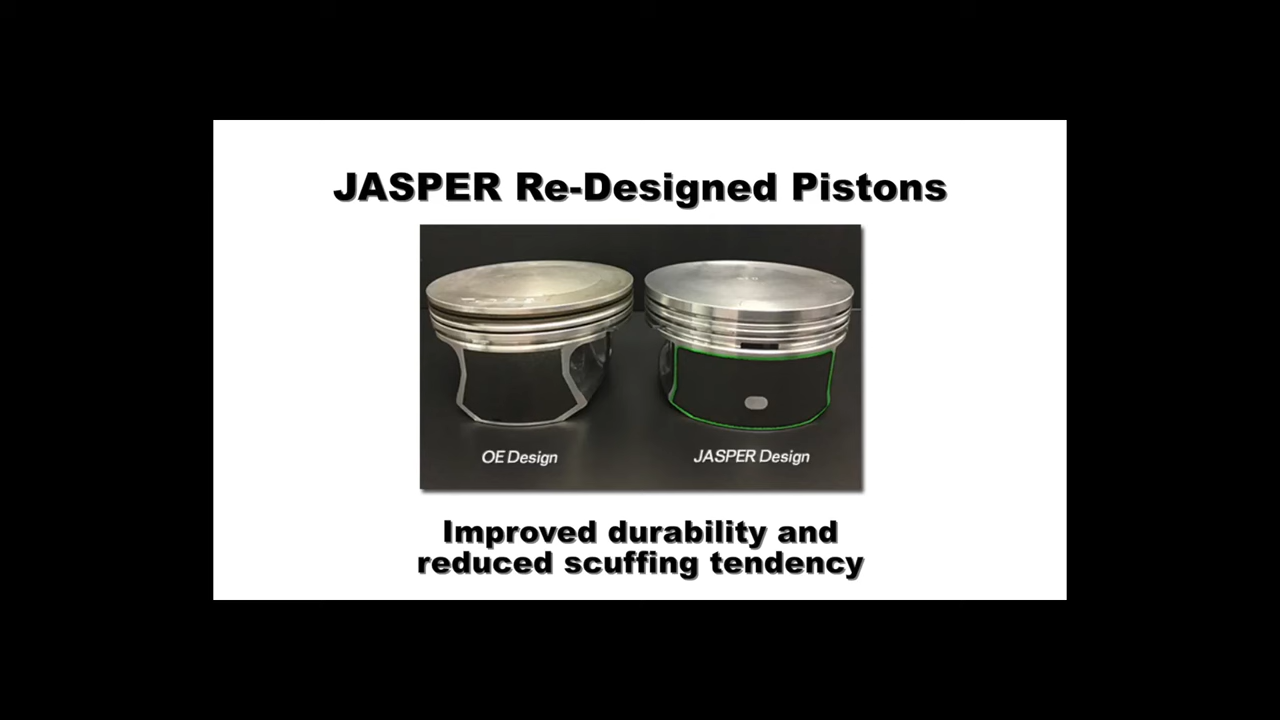 JASPER Re-Designed Pistons
OE Design
JASPER Design
Improved durability and
reduced scuffing tendency